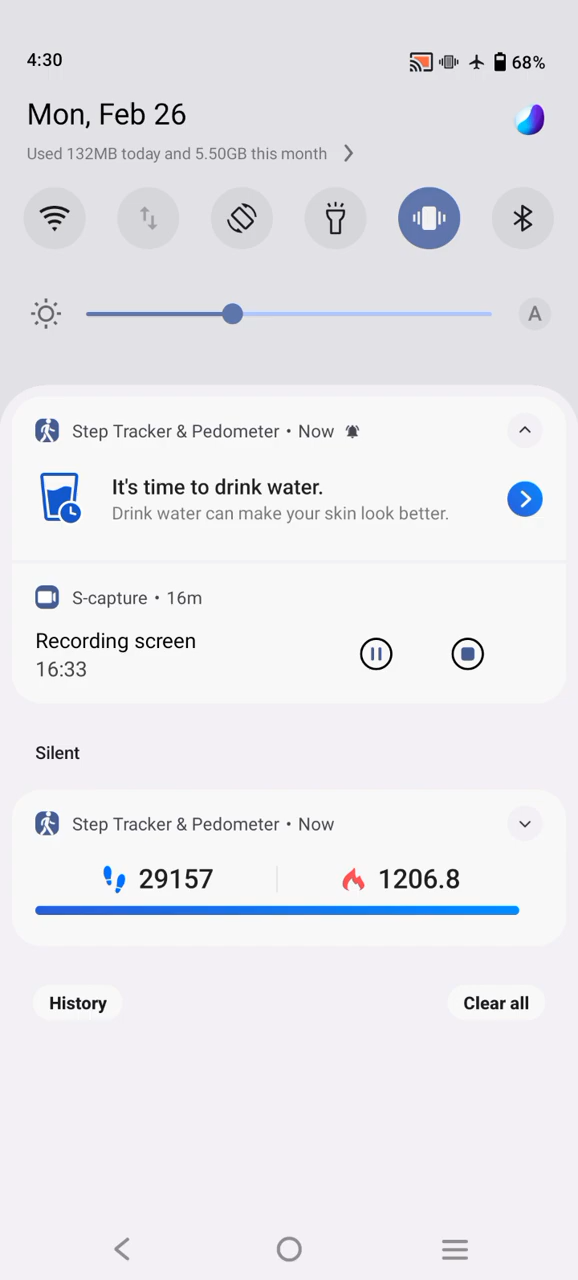 4:30
68%
Mon, Feb 26
Used 132MB today and 5.50GB this month
A
Step Tracker & Pedometer • Now
It's time to drink water.
Drink water can make your skin look better.
S-capture • 16m
Recording screen
16:33
Silent
Step Tracker & Pedometer • Now
29157
1206.8
History
Clear all